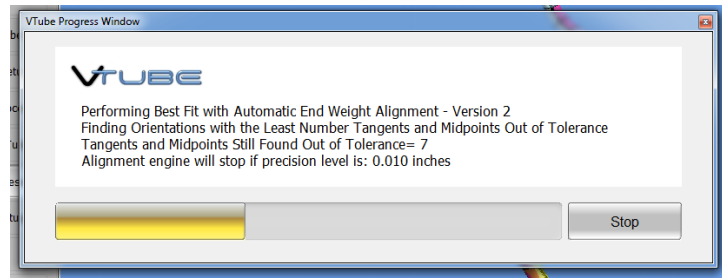 VTube Progress Window
VTUBE
Performing Best Fit with Automatic End Weight Alignment - Version 2
Finding Orientations with the Least Number Tangents and Midpoints Out of Tolerance
Tangents and Midpoints Still Found Out of Tolerance= 7
Alignment engine will stop if precision level is: 0.010 inches
Stop